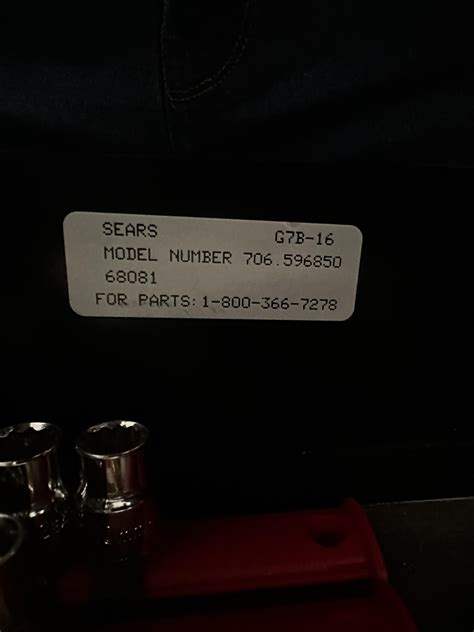 SEARS G7B-16
MODEL NUMBER 706.596850
68081
FOR PARTS: 1-800-366-7278